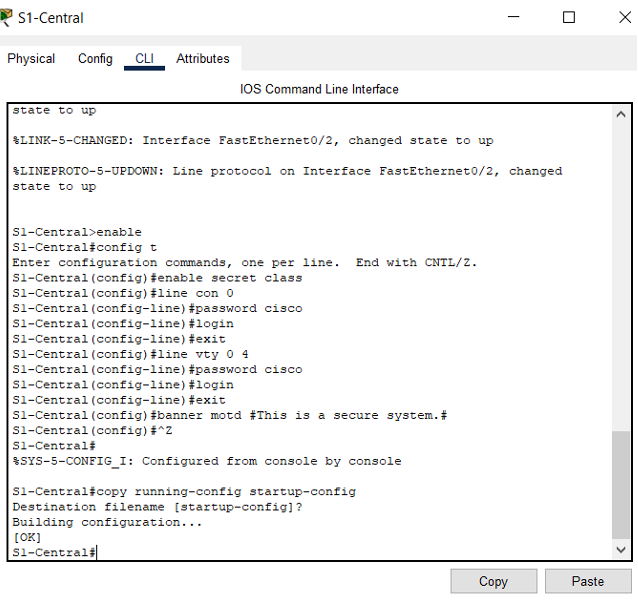 S1-Central
Physical Config CLI Attributes
IOS Command Line Interface
state to up
%LINK-5-CHANGED: Interface FastEthernet0/2, changed state to up
%LINEPROTO-5-UPDOWN: Line protocol on Interface FastEthernet0/2, changed
state to up
S1-Central>enable
S1-Central#config t
Enter configuration commands, one per line.  End with CNTL/Z.
S1-Central(config)#enable secret class
S1-Central(config)#line con 0
S1-Central(config-line)#password cisco
S1-Central(config-line)#login
S1-Central(config-line)#exit
S1-Central(config)#line vty 0 4
S1-Central(config-line)#password cisco
S1-Central(config-line)#login
S1-Central(config-line)#exit
S1-Central(config)#banner motd #This is a secure system.#
S1-Central(config)#^Z
S1-Central#
%SYS-5-CONFIG_I: Configured from console by console
S1-Central#copy running-config startup-config
Destination filename [startup-config]?
Building configuration...
[OK]
S1-Central#
Copy Paste